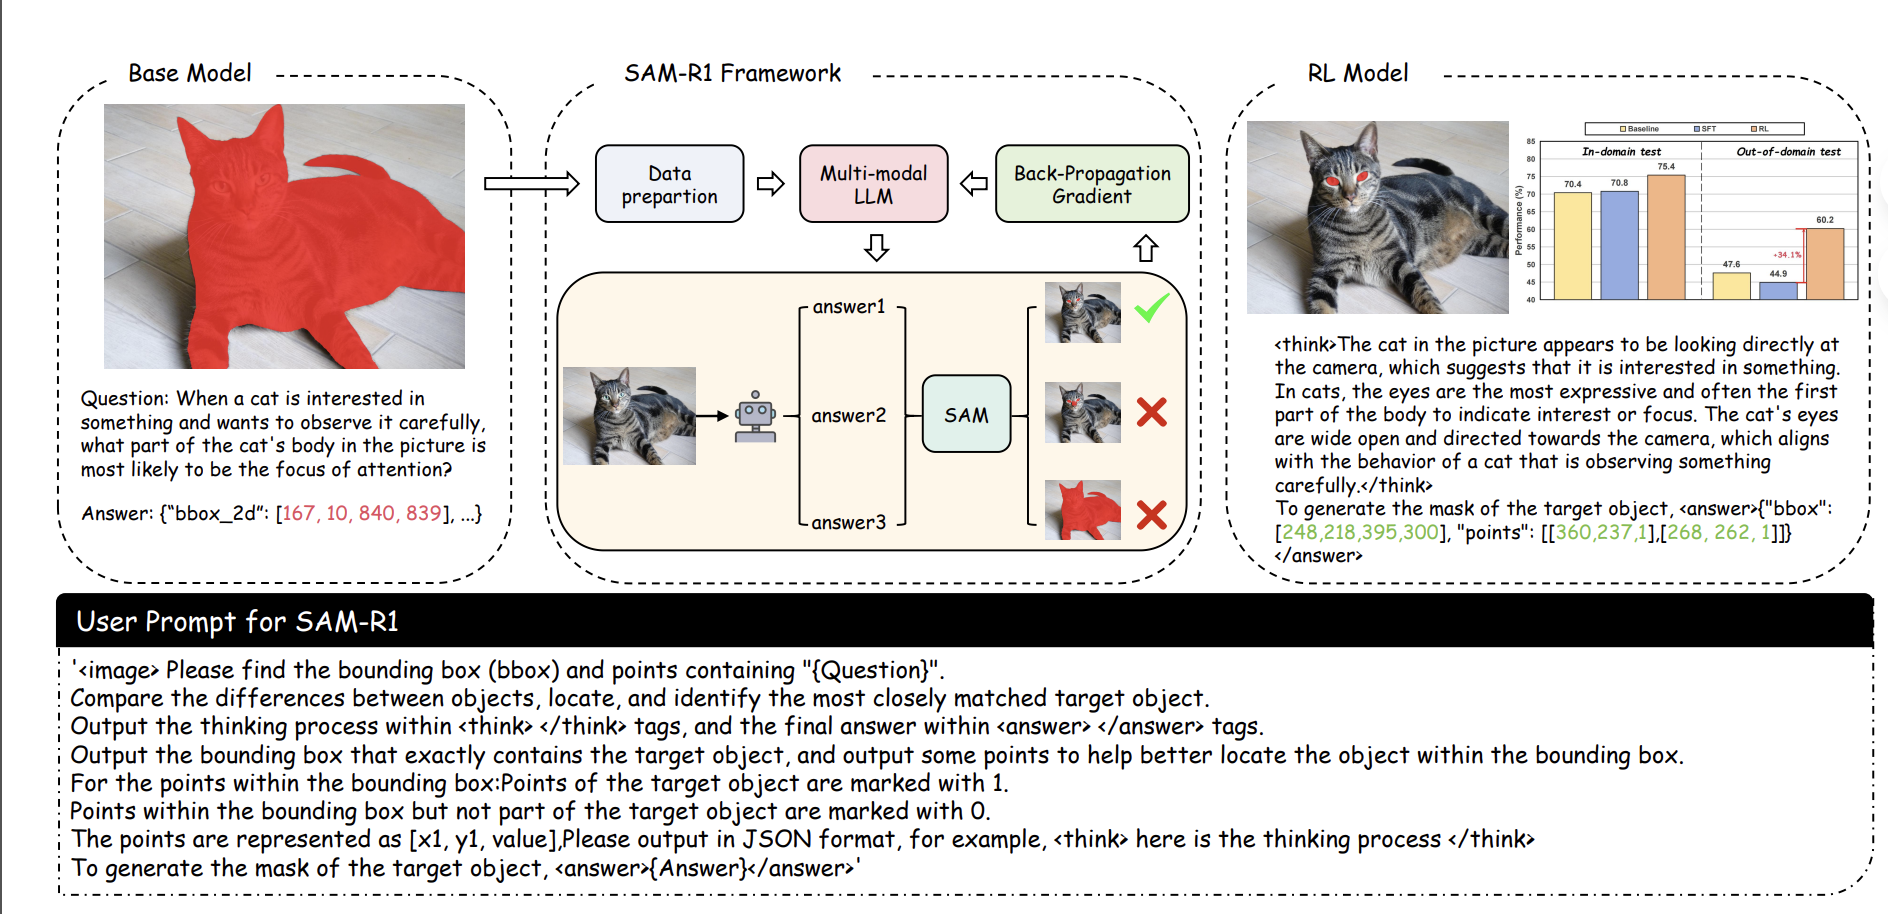 Base Model
Question: When a cat is interested in
something and wants to observe it carefully,
what part of the cat's body in the picture is
most likely to be the focus of attention?
Answer: {“bbox_2d”: [167, 10, 840, 839], ...}
SAM-R1 Framework
Data
prepartion
Multi-modal
LLM
Back-Propagation
Gradient
answer1
answer2
answer3
SAM
RL Model
Baseline
SFT
RL
In-domain test
Out-of-domain test
Performance (%)
85
80
75
70
65
60
55
50
45
40
70.4
70.8
75.4
47.6
44.9
60.2
+34.1%
<think>The cat in the picture appears to be looking directly at
the camera, which suggests that it is interested in something.
In cats, the eyes are the most expressive and often the first
part of the body to indicate interest or focus. The cat's eyes
are wide open and directed towards the camera, which aligns
with the behavior of a cat that is observing something
carefully.</think>
To generate the mask of the target object, <answer>{"bbox":
[248,218,395,300], "points": [[360,237,1],[268, 262, 1]]}
</answer>
User Prompt for SAM-R1
'<image> Please find the bounding box (bbox) and points containing "{Question}".
Compare the differences between objects, locate, and identify the most closely matched target object.
Output the thinking process within <think> </think> tags, and the final answer within <answer> </answer> tags.
Output the bounding box that exactly contains the target object, and output some points to help better locate the object within the bounding box.
For the points within the bounding box:Points of the target object are marked with 1.
Points within the bounding box but not part of the target object are marked with 0.
The points are represented as [x1, y1, value],Please output in JSON format, for example, <think> here is the thinking process </think>
To generate the mask of the target object, <answer>{Answer}</answer>'